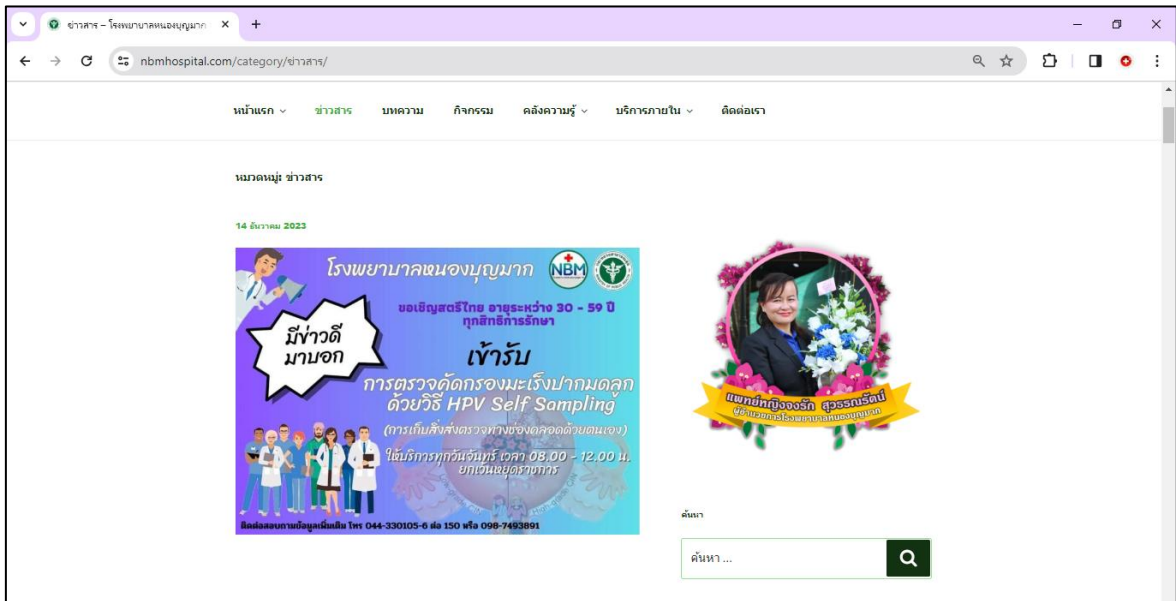 ข่าวสาร – โรงพยาบาลหนองบุญมาก
nbmhospital.com/category/ข่าวสาร/
หน้าแรก ข่าวสาร บทความ กิจกรรม คลังความรู้ บริการภายใน ติดต่อเรา
หมวดหมู่: ข่าวสาร
14 ธันวาคม 2023
โรงพยาบาลหนองบุญมาก NBM
ขอเชิญสตรีไทย อายุระหว่าง 30 - 59 ปี
ทุกสิทธิการรักษา
มีข่าวดี
มาบอก
เข้ารับ
การตรวจคัดกรองมะเร็งปากมดลูก
ด้วยวิธี HPV Self Sampling
(การเก็บสิ่งส่งตรวจทางช่องคลอดด้วยตนเอง)
ให้บริการทุกวันจันทร์ เวลา 08.00 - 12.00 น.
ยกเว้นหยุดราชการ
ติดต่อสอบถามข้อมูลเพิ่มเติม โทร 044-330105-6 ต่อ 150 หรือ 098-7493891
แพทย์หญิงจงรัก สุวรรณรัตน์
ผู้อำนวยการโรงพยาบาลหนองบุญมาก
ค้นหา
ค้นหา ...